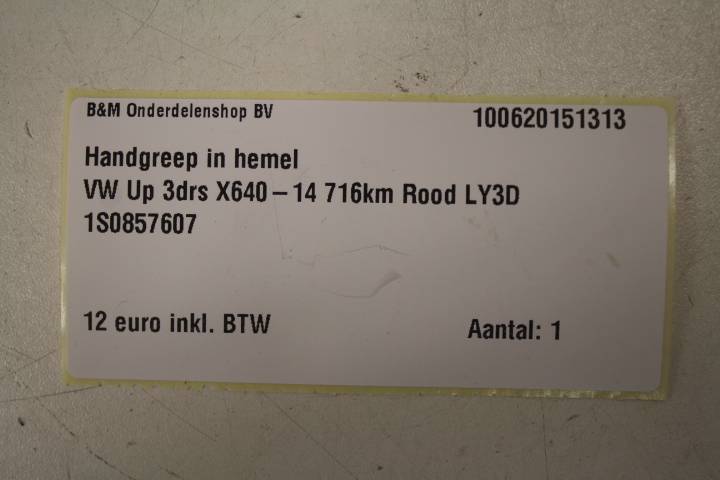 B&M Onderdelenshop BV
100620151313
Handgreep in hemel
VW Up 3drs X640-14 716km Rood LY3D
1S0857607
12 euro inkl. BTW
Aantal: 1